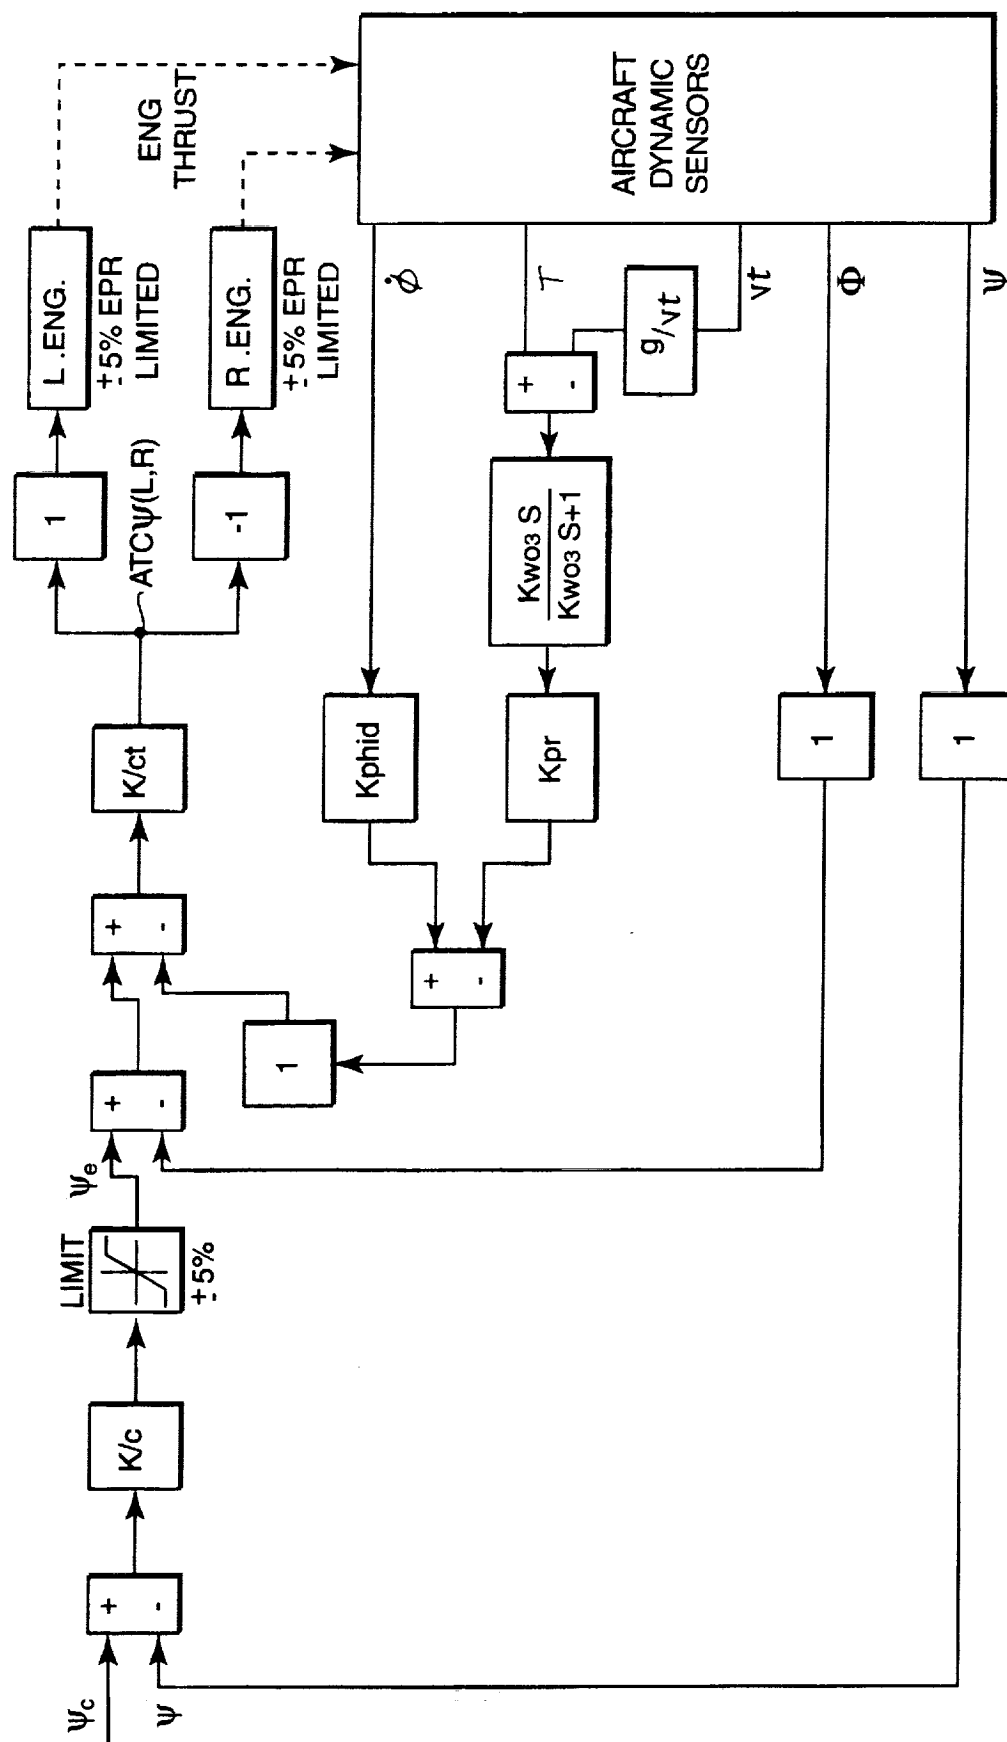 ψc
+
-
ψ
K/c
LIMIT
±5%
ψe
+
-
+
-
K/ct
ATCψ(L,R)
1
-1
L.ENG.
±5% EPR
LIMITED
R.ENG.
±5% EPR
LIMITED
ENG
THRUST
1
+
-
Kphid
Kpr
Kwo3 S
Kwo3 S+1
+
-
g/vt
ϕ̇
T
vt
Φ
ψ
1
1
AIRCRAFT
DYNAMIC
SENSORS